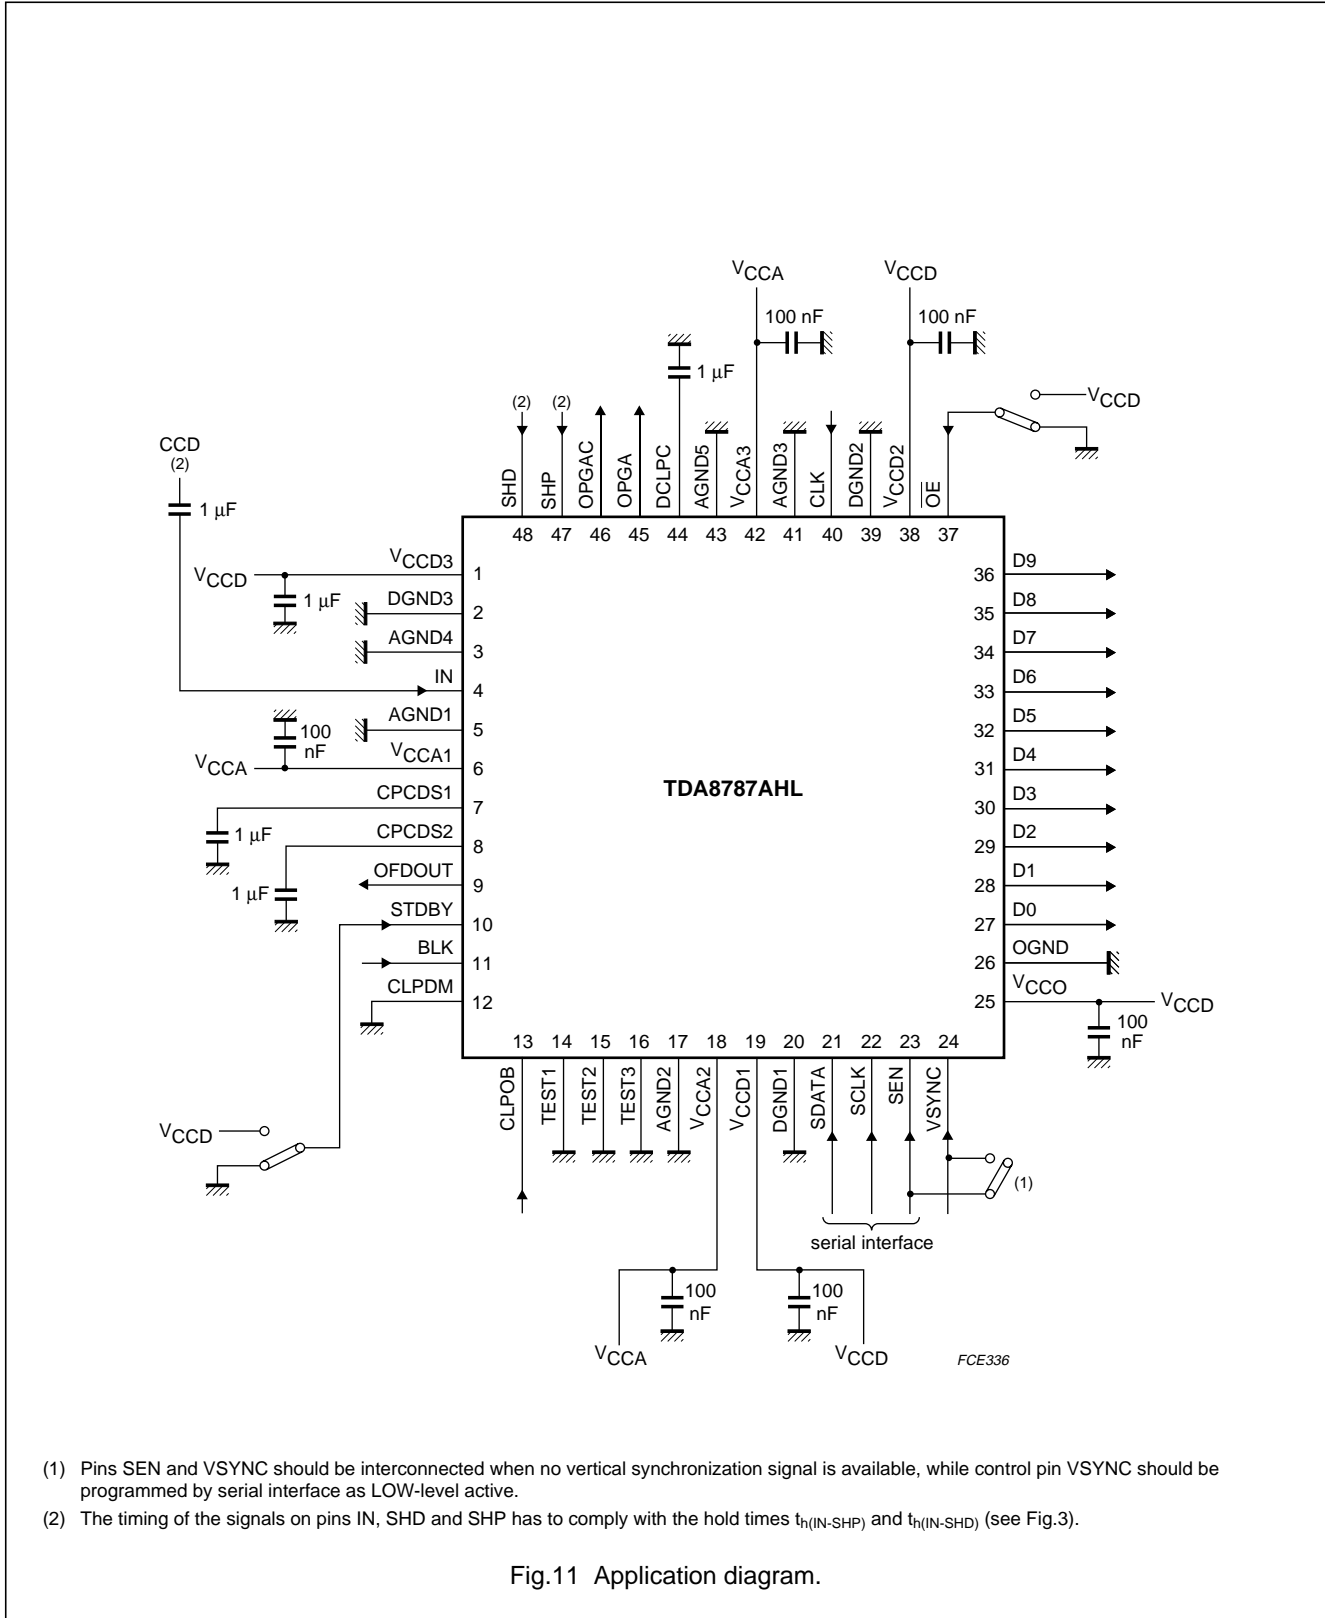 VCCA
VCCD
100 nF
100 nF
1 μF
VCCD
(2)
(2)
CCD
(2)
1 μF
SHD
SHP
OPGAC
OPGA
DCLPC
AGND5
VCCA3
AGND3
CLK
DGND2
VCCD2
OE
48 47 46 45 44 43 42 41 40 39 38 37
VCCD
VCCD3
1
1 μF
DGND3
2
AGND4
3
IN
4
AGND1
5
100
nF
VCCA
VCCA1
6
CPCDS1
7
1 μF
CPCDS2
8
1 μF
OFDOUT
9
STDBY
10
BLK
11
CLPDM
12
TDA8787AHL
36 D9
35 D8
34 D7
33 D6
32 D5
31 D4
30 D3
29 D2
28 D1
27 D0
26 OGND
25 VCCO
VCCD
100
nF
13 14 15 16 17 18 19 20 21 22 23 24
CLPOB
TEST1
TEST2
TEST3
AGND2
VCCA2
VCCD1
DGND1
SDATA
SCLK
SEN
VSYNC
VCCD
(1)
serial interface
100
nF
100
nF
VCCA
VCCD
FCE336
(1) Pins SEN and VSYNC should be interconnected when no vertical synchronization signal is available, while control pin VSYNC should be
programmed by serial interface as LOW-level active.
(2) The timing of the signals on pins IN, SHD and SHP has to comply with the hold times th(IN-SHP) and th(IN-SHD) (see Fig.3).
Fig.11 Application diagram.